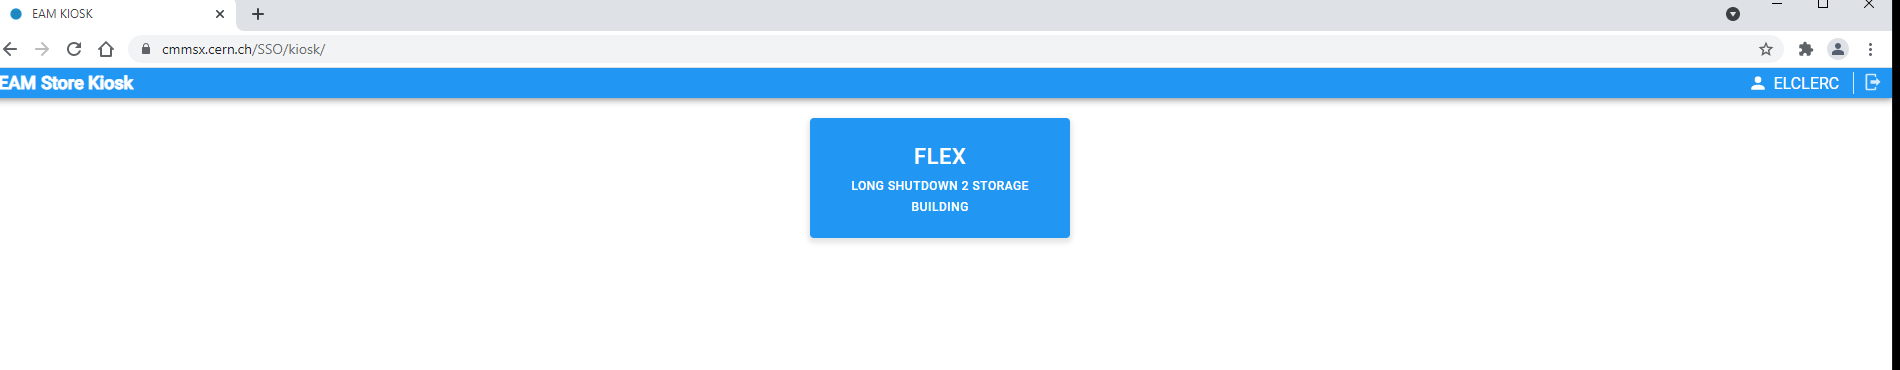 EAM KIOSK
cmmsx.cern.ch/SSO/kiosk/
EAM Store Kiosk
ELCLERC
FLEX
LONG SHUTDOWN 2 STORAGE
BUILDING